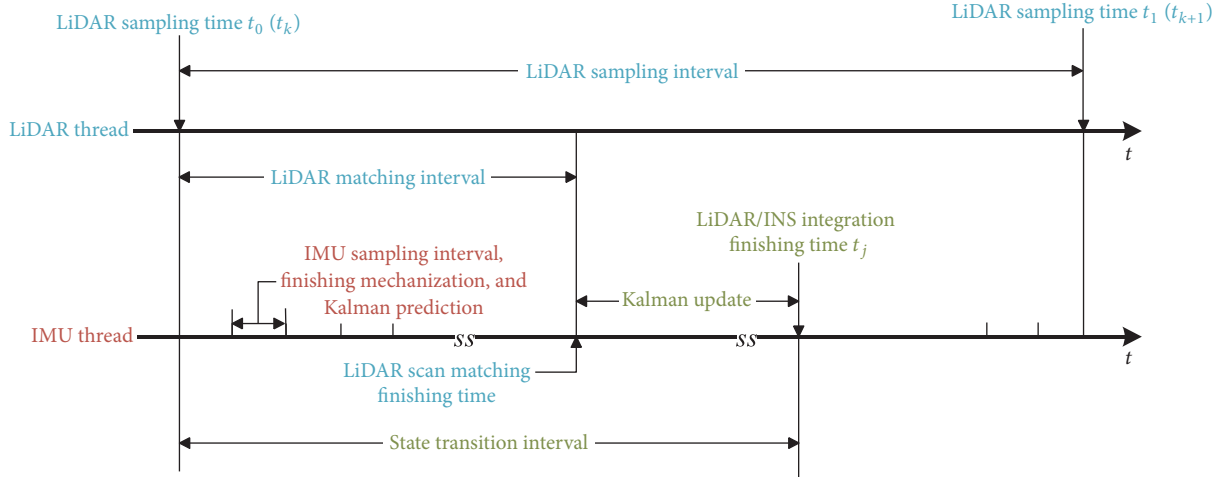 LiDAR sampling time t₀ (tₖ)
LiDAR sampling time t₁ (tₖ₊₁)
LiDAR sampling interval
LiDAR thread
t
LiDAR matching interval
LiDAR/INS integration
finishing time tⱼ
IMU sampling interval,
finishing mechanization, and
Kalman prediction
Kalman update
IMU thread
ss
ss
t
LiDAR scan matching
finishing time
State transition interval